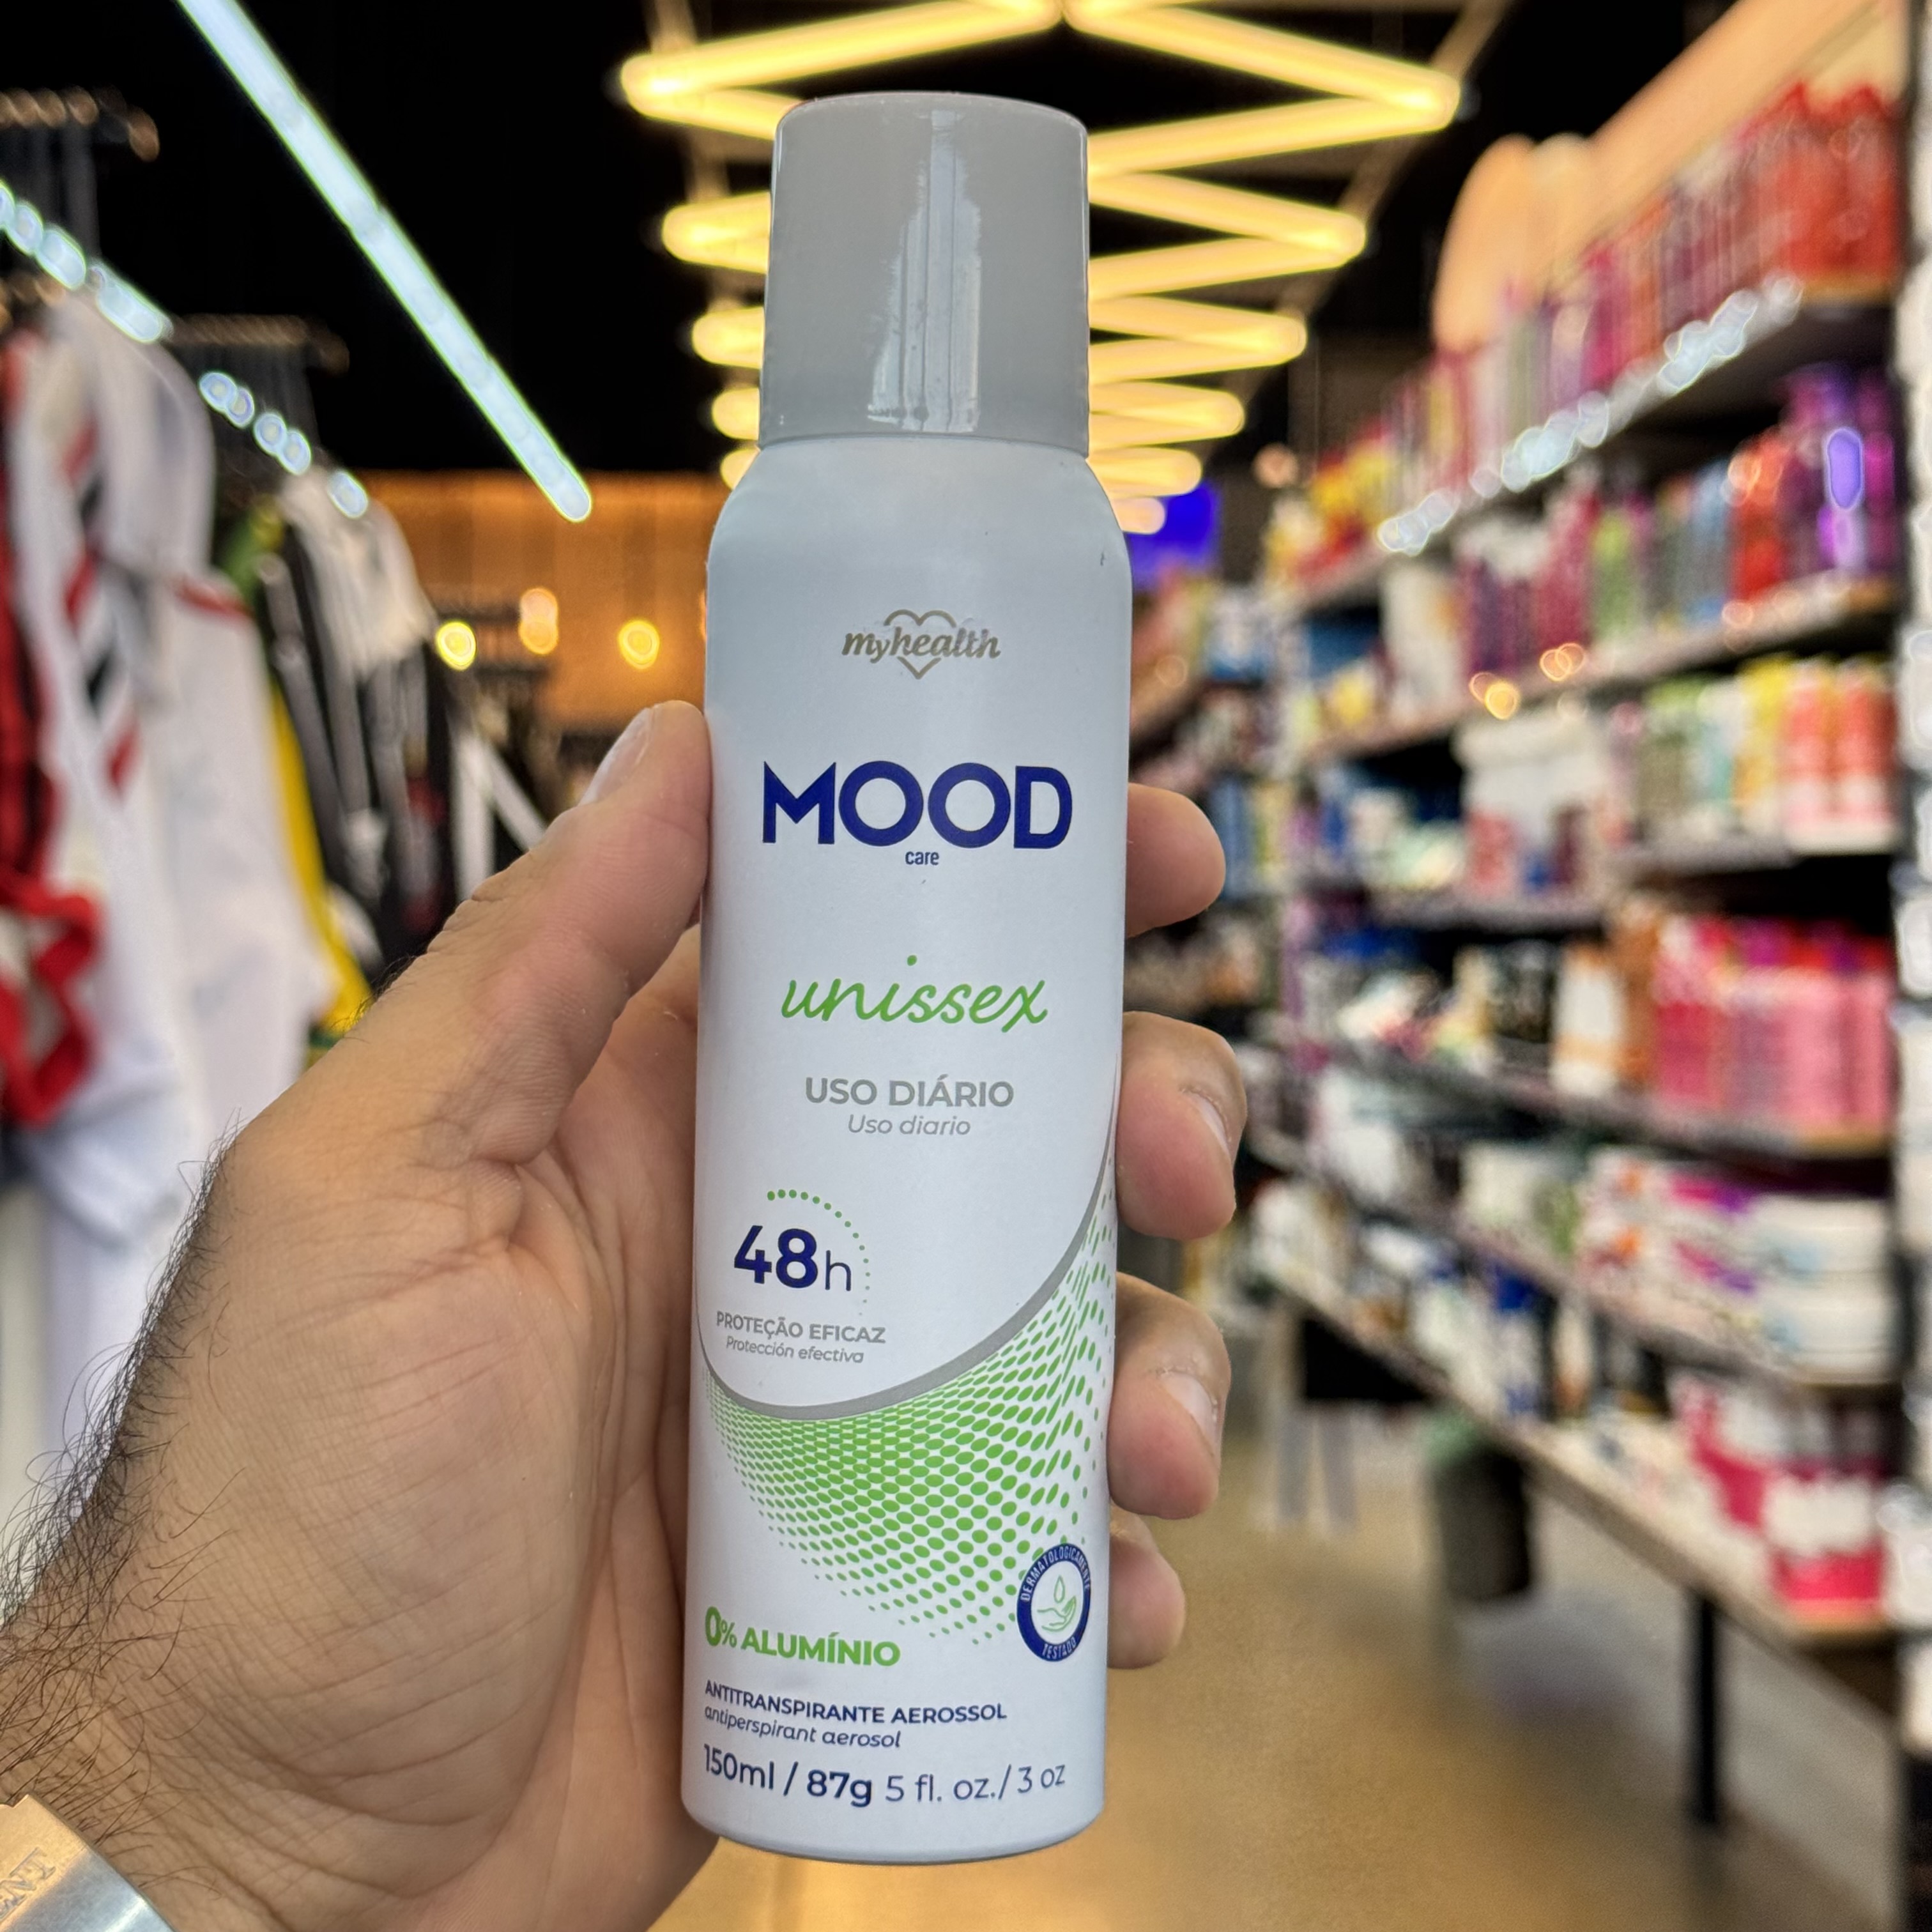 myhealth
MOOD
care
unissex
USO DIÁRIO
Uso diario
48h
PROTEÇÃO EFICAZ
Protección efectiva
DERMATOLOGICAMENTE
TESTADO
0% ALUMÍNIO
ANTITRANSPIRANTE AEROSSOL
antiperspirant aerosol
150ml / 87g 5 fl. oz./ 3 oz